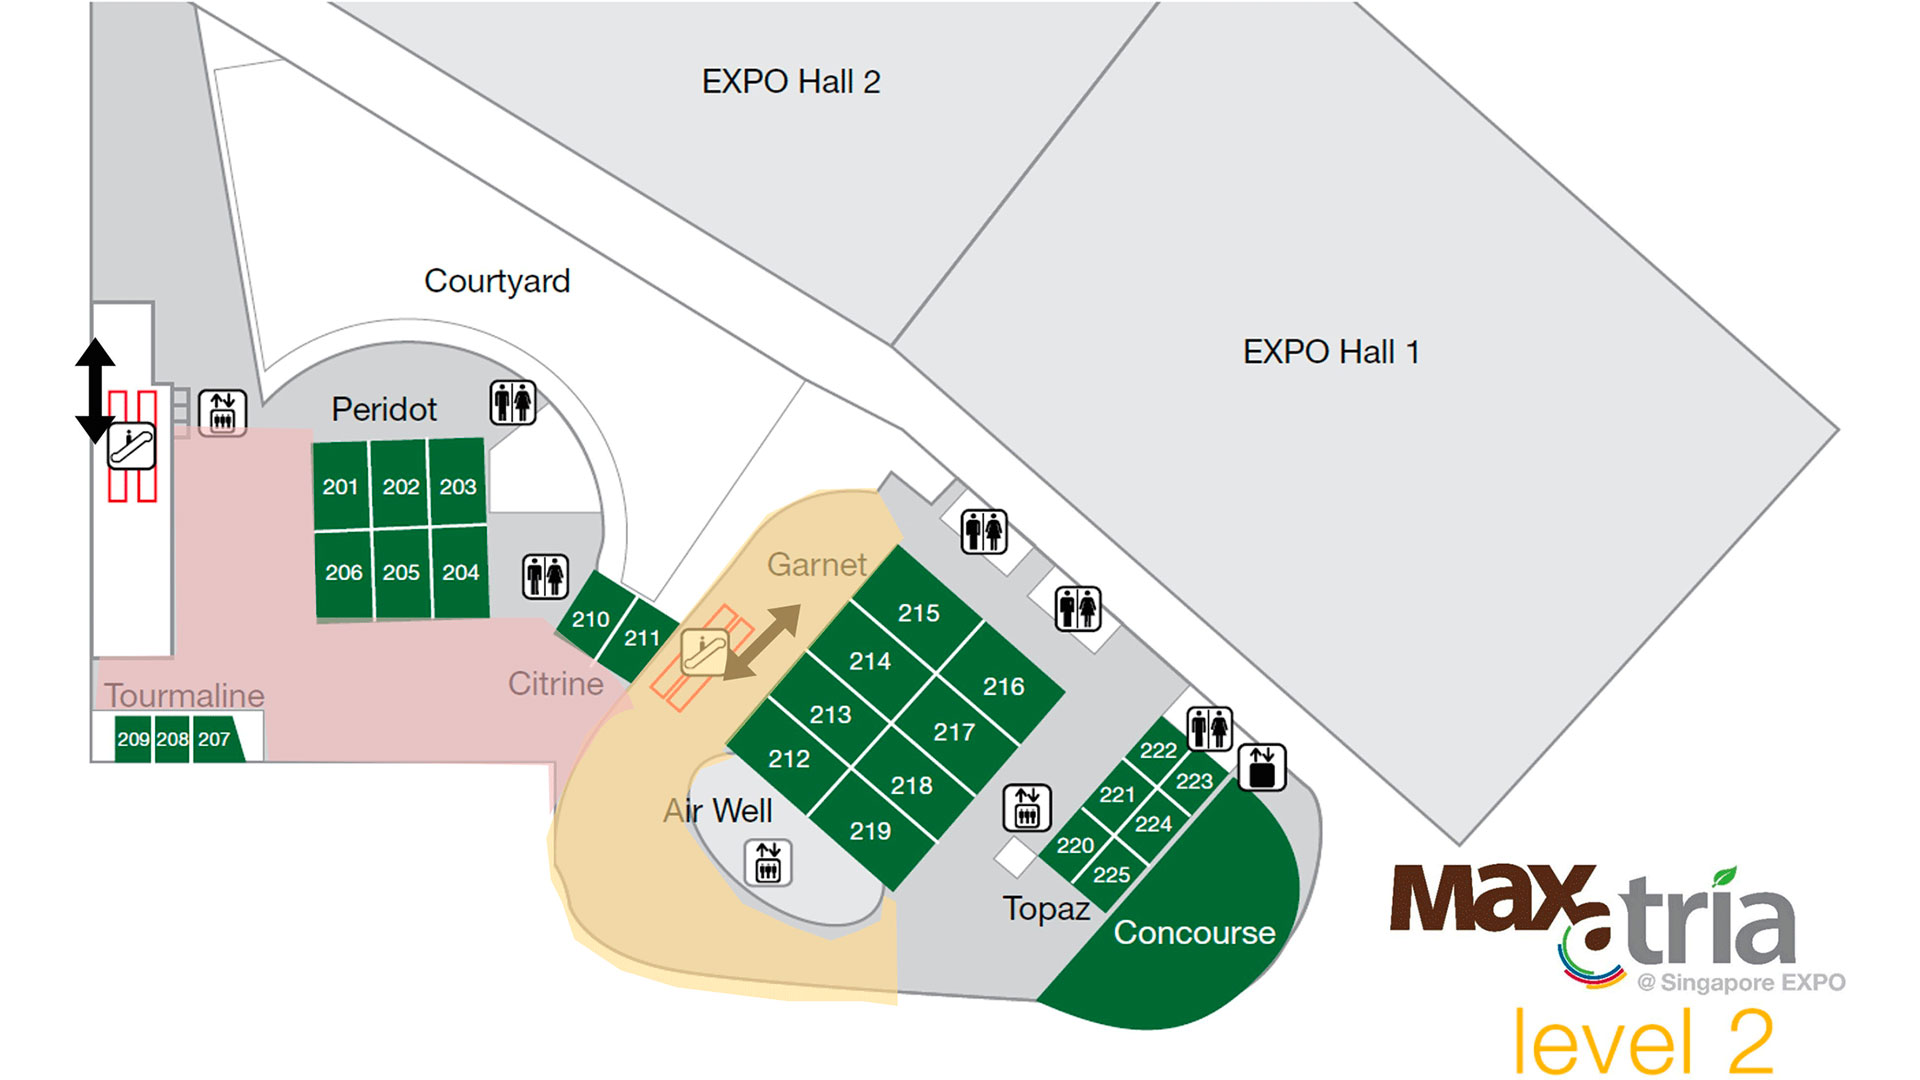 EXPO Hall 2
Courtyard
EXPO Hall 1
Peridot
201 202 203
206 205 204
Garnet
210
211
215
214
216
213
217
212
218
219
Citrine
Tourmaline
209 208 207
Air Well
222
223
221
224
220
225
Topaz
Concourse
MAX atria
@ Singapore EXPO
level 2